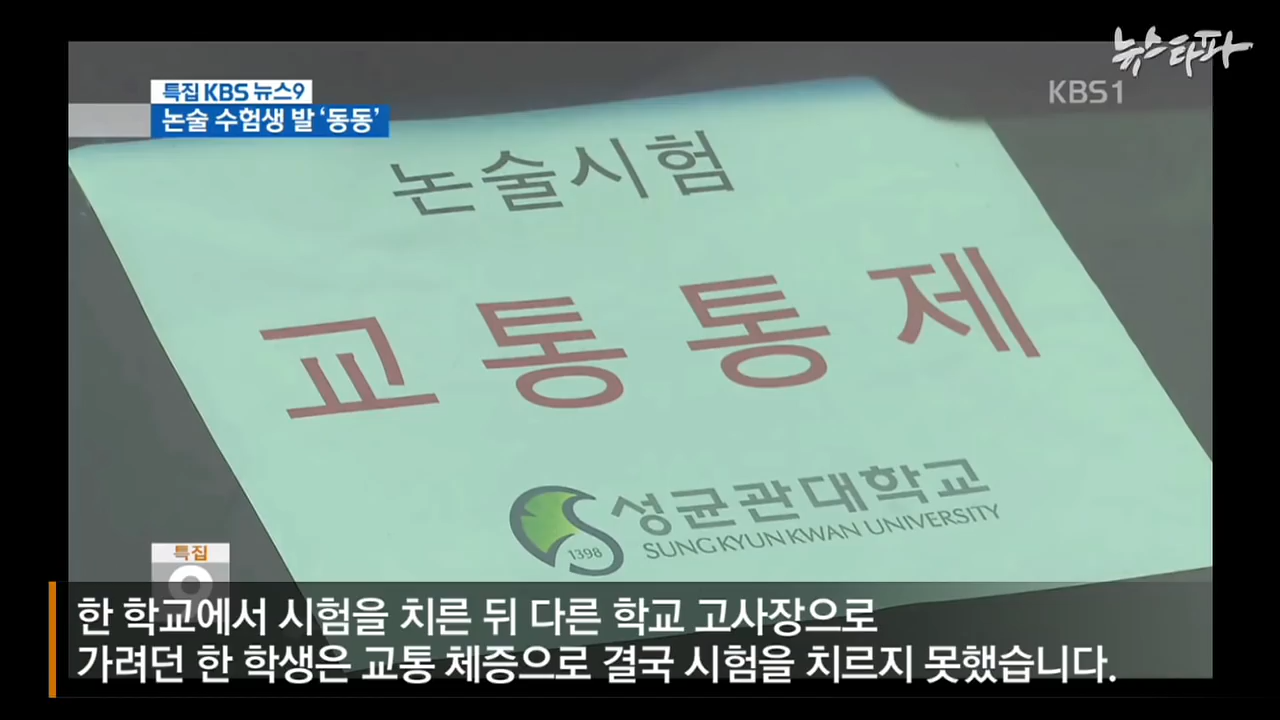 뉴스타파
특집 KBS 뉴스9
KBS1
논술 수험생 발 ‘동동’
논술시험
교통통제
1398
성균관대학교
SUNGKYUNKWAN UNIVERSITY
특집
9
한 학교에서 시험을 치른 뒤 다른 학교 고사장으로
가려던 한 학생은 교통 체증으로 결국 시험을 치르지 못했습니다.